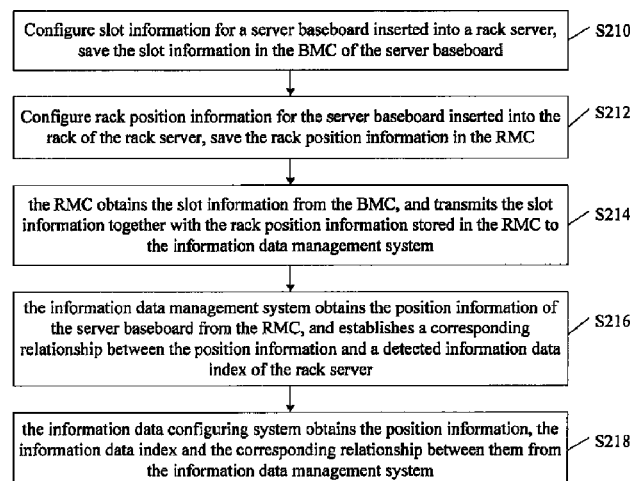 Configure slot information for a server baseboard inserted into a rack server,
save the slot information in the BMC of the server baseboard
S210
Configure rack position information for the server baseboard inserted into the
rack of the rack server, save the rack position information in the RMC
S212
the RMC obtains the slot information from the BMC, and transmits the slot
information together with the rack position information stored in the RMC to
the information data management system
S214
the information data management system obtains the position information of
the server baseboard from the RMC, and establishes a corresponding
relationship between the position information and a detected information data
index of the rack server
S216
the information data configuring system obtains the position information, the
information data index and the corresponding relationship between them from
the information data management system
S218